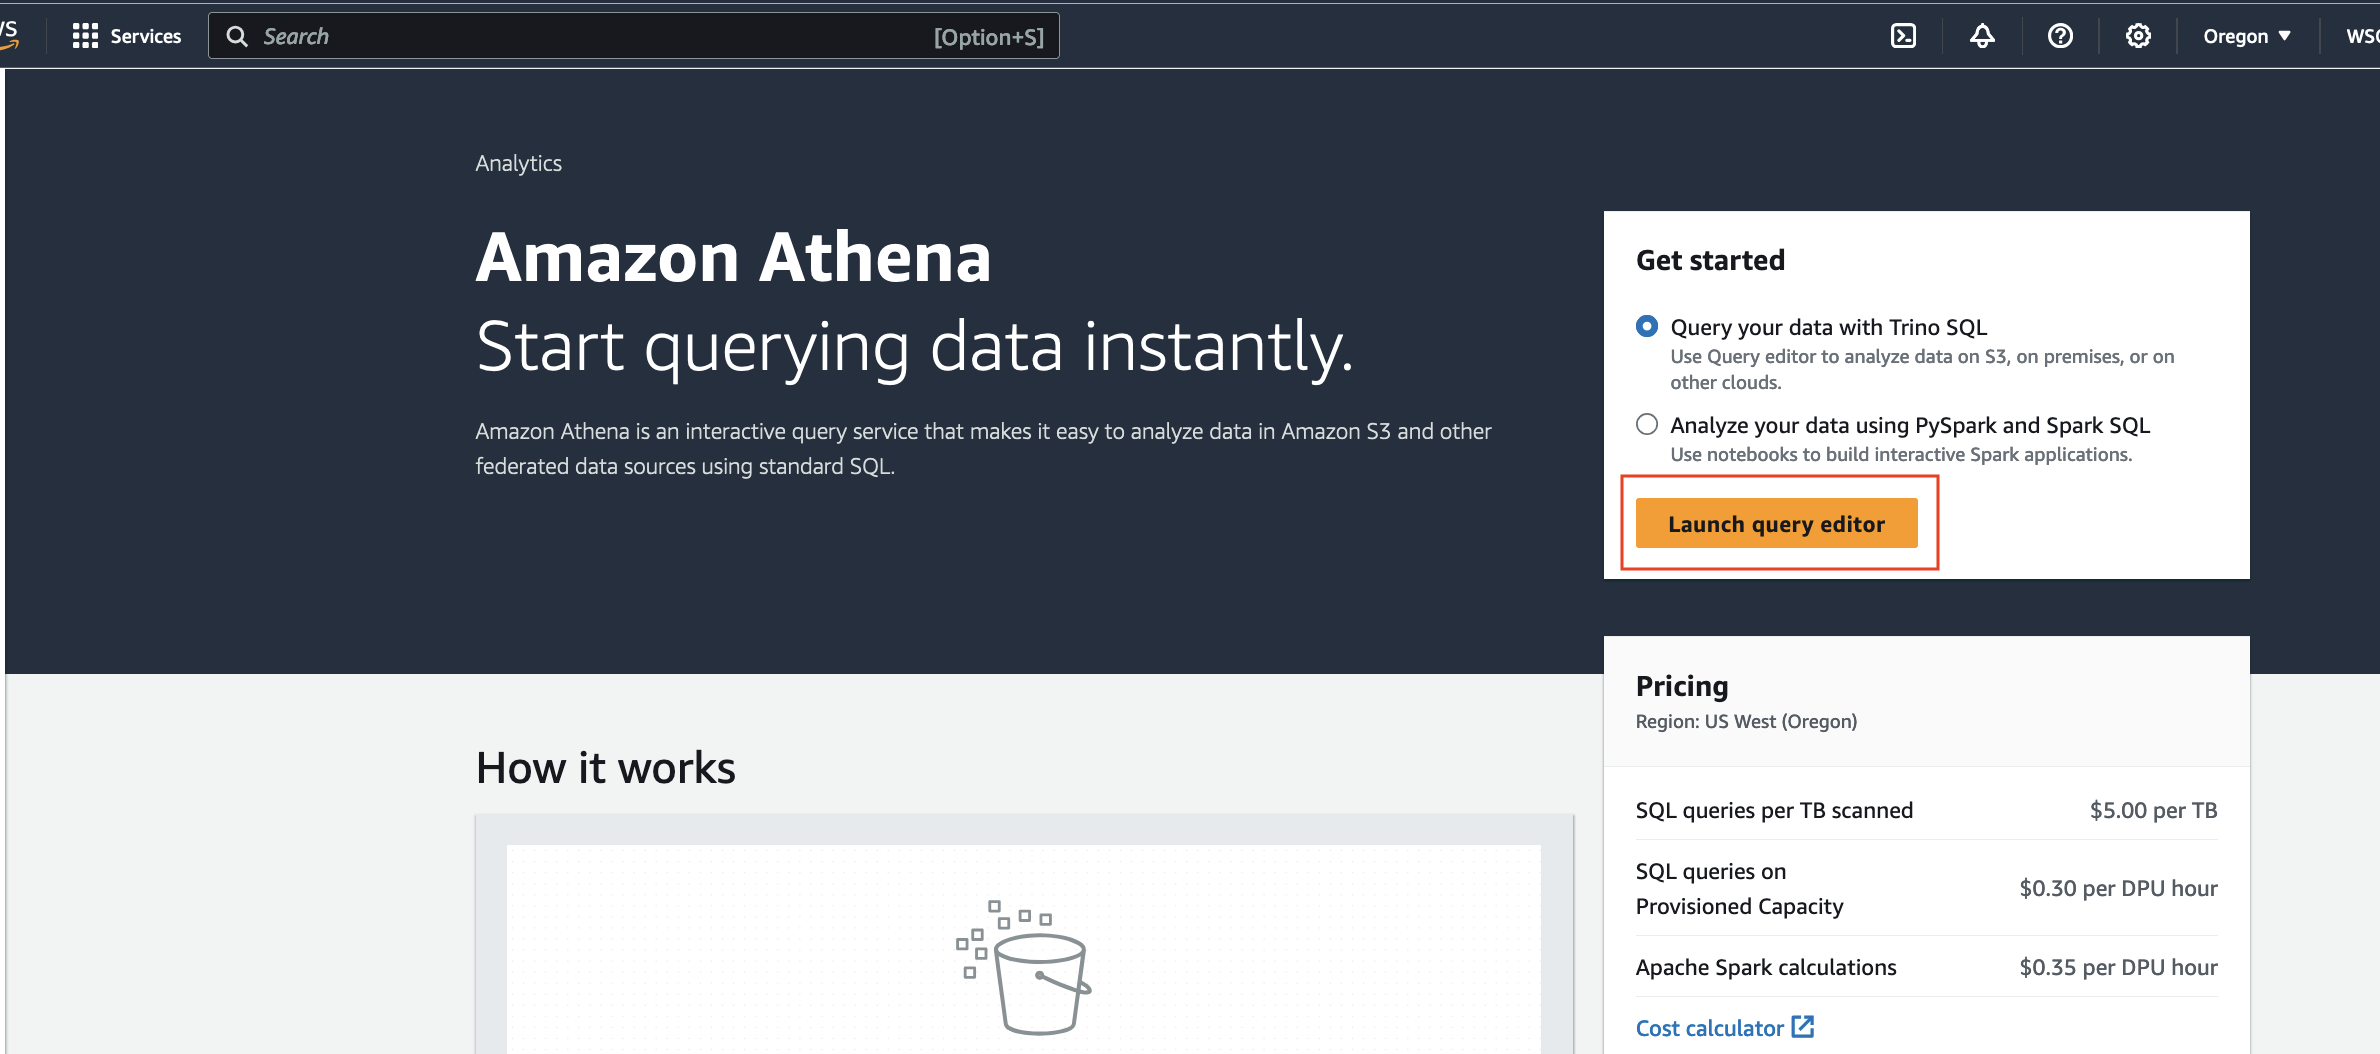 Services
Search
[Option+S]
Oregon
Analytics
Amazon Athena
Start querying data instantly.
Amazon Athena is an interactive query service that makes it easy to analyze data in Amazon S3 and other
federated data sources using standard SQL.
Get started
Query your data with Trino SQL
Use Query editor to analyze data on S3, on premises, or on
other clouds.
Analyze your data using PySpark and Spark SQL
Use notebooks to build interactive Spark applications.
Launch query editor
How it works
Pricing
Region: US West (Oregon)
SQL queries per TB scanned
$5.00 per TB
SQL queries on
Provisioned Capacity
$0.30 per DPU hour
Apache Spark calculations
$0.35 per DPU hour
Cost calculator